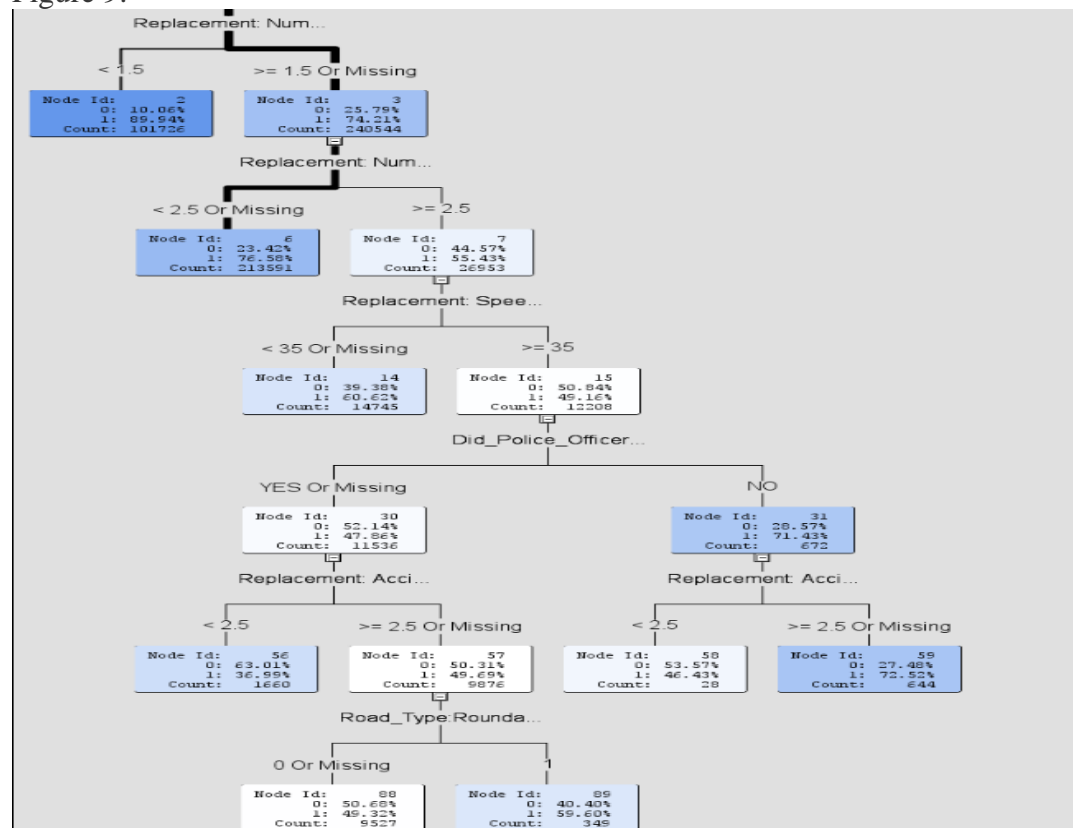 Figure 9.
Replacement: Num...
< 1.5
>= 1.5 Or Missing
Node Id: 2
0: 10.06%
1: 89.94%
Count: 101726
Node Id: 3
0: 25.79%
1: 74.21%
Count: 240544
Replacement: Num...
< 2.5 Or Missing
>= 2.5
Node Id: 6
0: 23.42%
1: 76.58%
Count: 213591
Node Id: 7
0: 44.57%
1: 55.43%
Count: 26953
Replacement: Spee...
< 35 Or Missing
>= 35
Node Id: 14
0: 39.38%
1: 60.62%
Count: 14745
Node Id: 15
0: 50.84%
1: 49.16%
Count: 12208
Did_Police_Officer...
YES Or Missing
NO
Node Id: 30
0: 52.14%
1: 47.86%
Count: 11536
Node Id: 31
0: 28.57%
1: 71.43%
Count: 672
Replacement: Acci...
Replacement: Acci...
< 2.5
>= 2.5 Or Missing
< 2.5
>= 2.5 Or Missing
Node Id: 56
0: 63.01%
1: 36.99%
Count: 1660
Node Id: 57
0: 50.31%
1: 49.69%
Count: 9876
Node Id: 58
0: 53.57%
1: 46.43%
Count: 28
Node Id: 59
0: 27.48%
1: 72.52%
Count: 644
Road_Type:Rounda...
0 Or Missing
1
Node Id: 88
0: 50.68%
1: 49.32%
Count: 9527
Node Id: 89
0: 40.40%
1: 59.60%
Count: 349